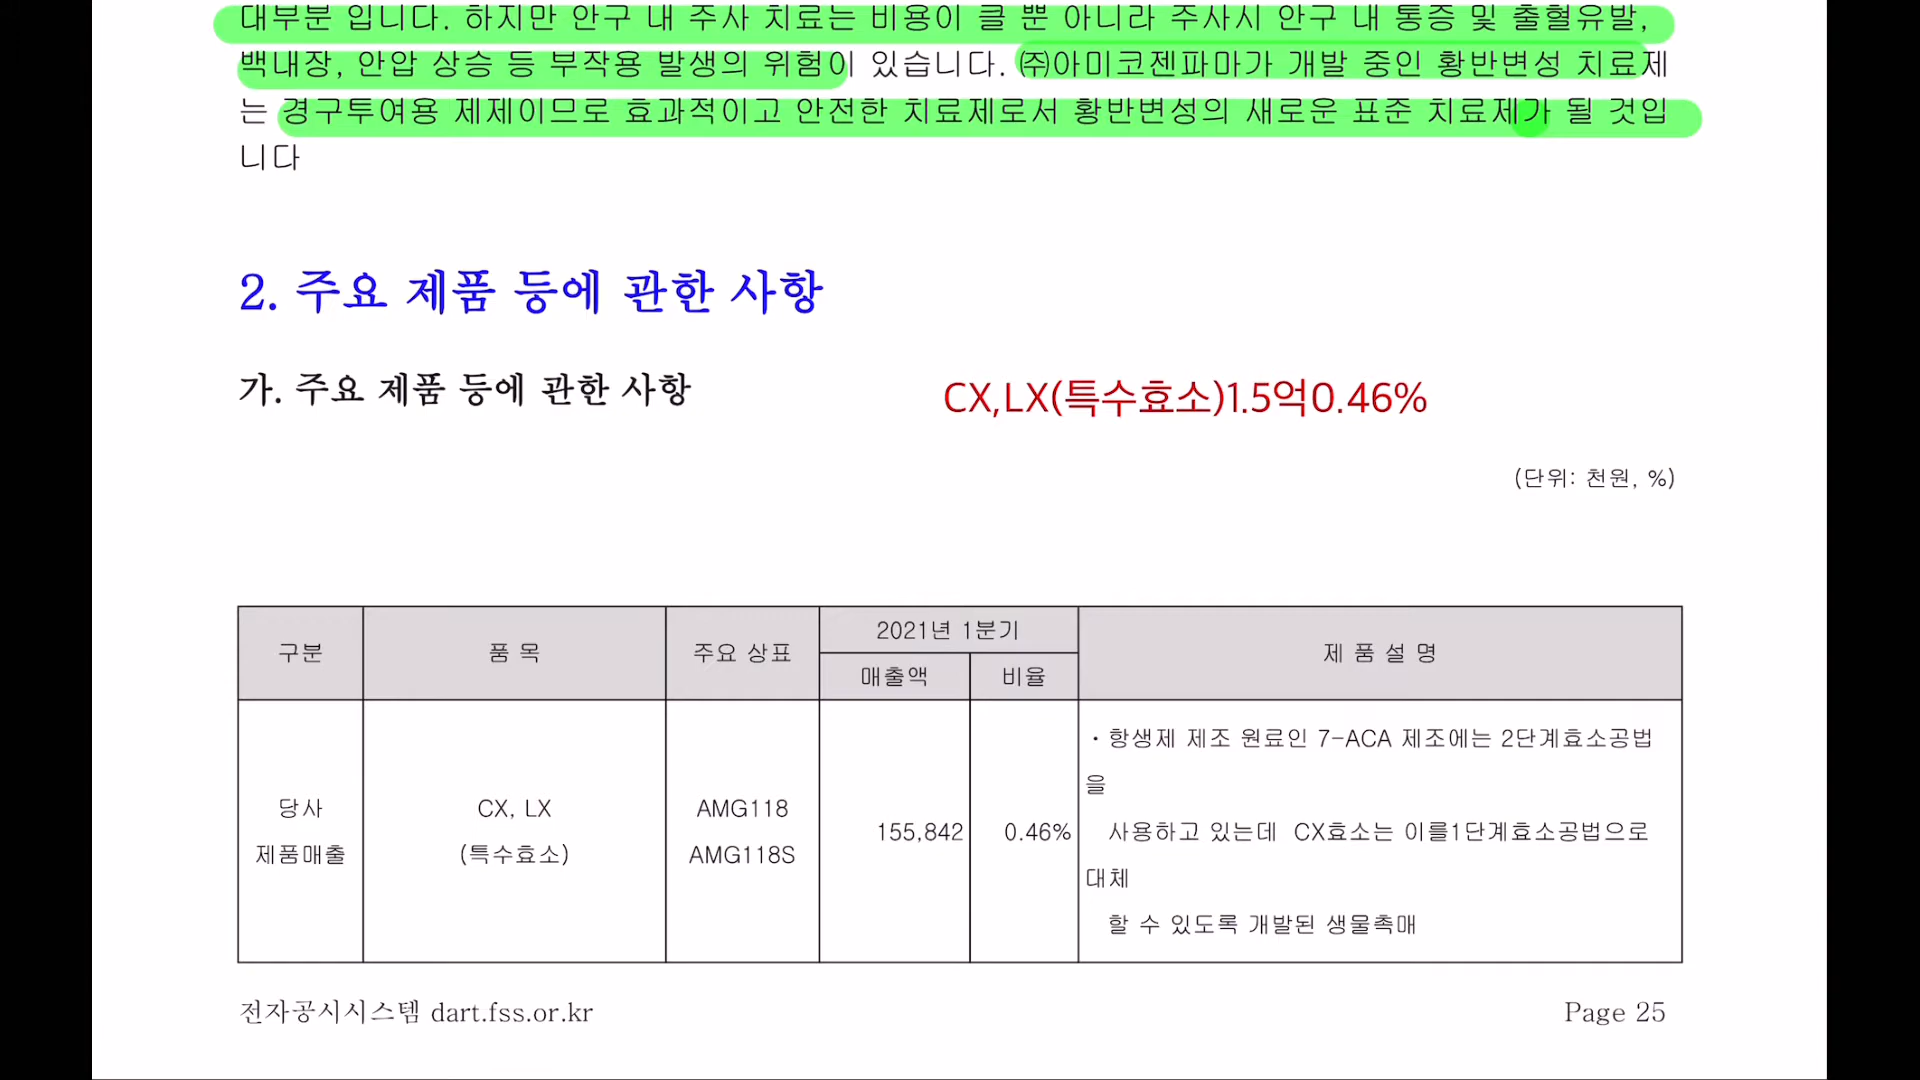 대부분 입니다. 하지만 안구 내 주사 치료는 비용이 클 뿐 아니라 주사시 안구 내 통증 및 출혈유발,
백내장, 안압 상승 등 부작용 발생의 위험이 있습니다. ㈜아미코젠파마가 개발 중인 황반변성 치료제
는 경구투여용 제제이므로 효과적이고 안전한 치료제로서 황반변성의 새로운 표준 치료제가 될 것입
니다
2. 주요 제품 등에 관한 사항
가. 주요 제품 등에 관한 사항
CX,LX(특수효소)1.5억0.46%
(단위: 천원, %)
구분
품 목
주요 상표
2021년 1분기
매출액
비율
제 품 설 명
당사
제품매출
CX, LX
(특수효소)
AMG118
AMG118S
155,842
0.46%
・항생제 제조 원료인 7-ACA 제조에는 2단계효소공법
을
사용하고 있는데 CX효소는 이를1단계효소공법으로
대체
할 수 있도록 개발된 생물촉매
전자공시시스템 dart.fss.or.kr
Page 25